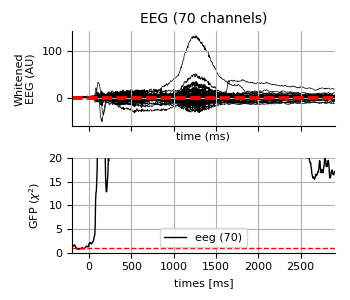 EEG (70 channels)
Whitened
EEG (AU)
100
0
time (ms)
GFP (χ²)
20
15
10
5
0
eeg (70)
0 500 1000 1500 2000 2500
times [ms]